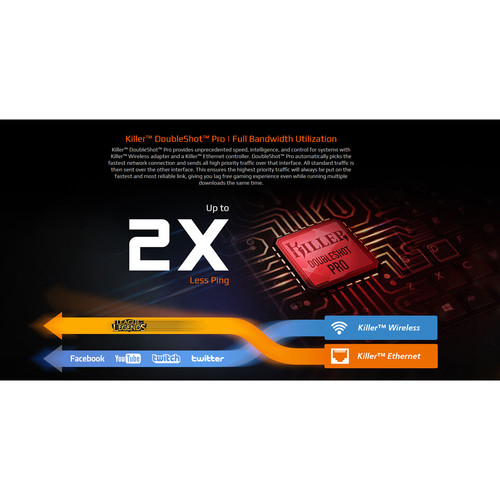 Killer™ DoubleShot™ Pro | Full Bandwidth Utilization
Killer™ DoubleShot™ Pro provides unprecedented speed, intelligence, and control for systems with
Killer™ Wireless adapter and a Killer™ Ethernet controller. DoubleShot™ Pro automatically picks the
fastest network connection and sends all high priority traffic over that interface. All standard traffic is
then sent over the other interface. This ensures the highest priority traffic will always be put on the
fastest and most reliable link, giving you lag free gaming experience even while running multiple
downloads the same time.
Up to
2X
Less Ping
KILLER
DOUBLESHOT
PRO
LEAGUE OF
LEGENDS
Killer™ Wireless
Facebook YouTube twitch twitter
Killer™ Ethernet